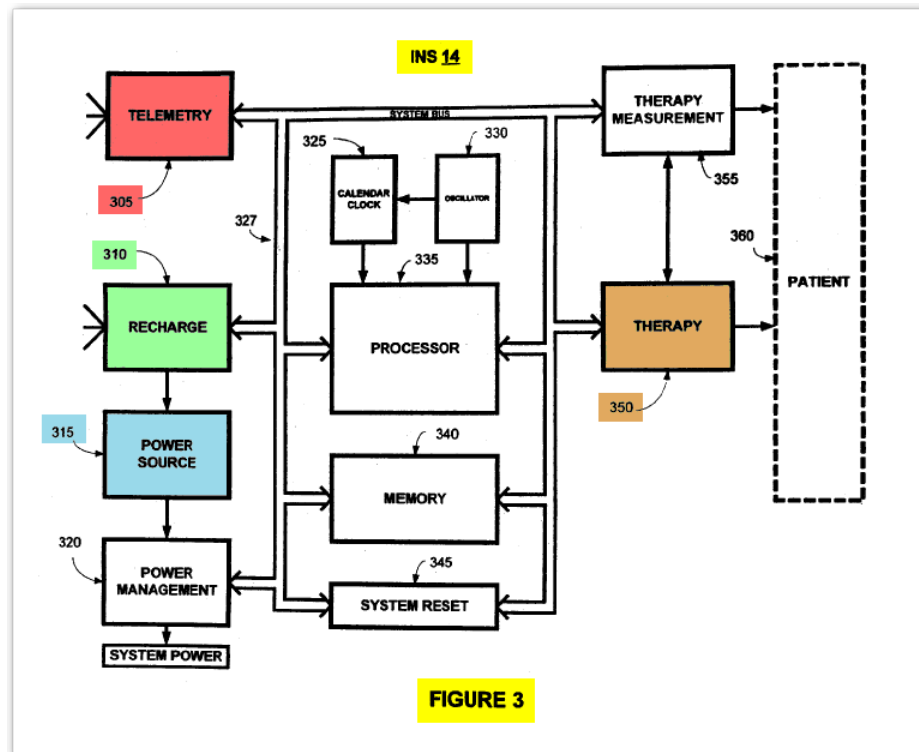 INS 14
TELEMETRY
305
SYSTEM BUS
THERAPY
MEASUREMENT
355
325
330
CALENDAR
CLOCK
OSCILLATOR
327
310
335
360
PATIENT
RECHARGE
PROCESSOR
THERAPY
350
315
POWER
SOURCE
340
MEMORY
320
POWER
MANAGEMENT
345
SYSTEM RESET
SYSTEM POWER
FIGURE 3